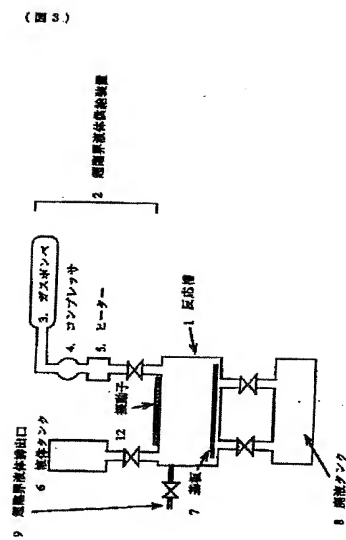 (図3)
2 超臨界流体供給装置
3. ガスボンベ
4. コンプレッサ
5. ヒーター
1 反応槽
12 振動子
6 液体タンク
9 超臨界流体排出口
7 基板
8 廃液タンク